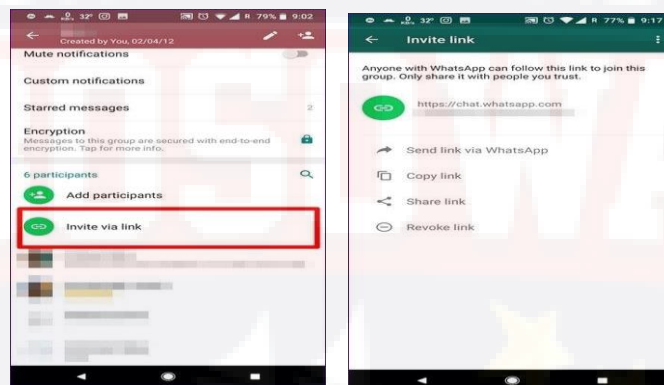 32° R 79% 9:02
Created by You, 02/04/12
Mute notifications
Custom notifications
Starred messages 2
Encryption
Messages to this group are secured with end-to-end
encryption. Tap for more info.
6 participants
Add participants
Invite via link
32° R 77% 9:17
Invite link
Anyone with WhatsApp can follow this link to join this
group. Only share it with people you trust.
https://chat.whatsapp.com
Send link via WhatsApp
Copy link
Share link
Revoke link